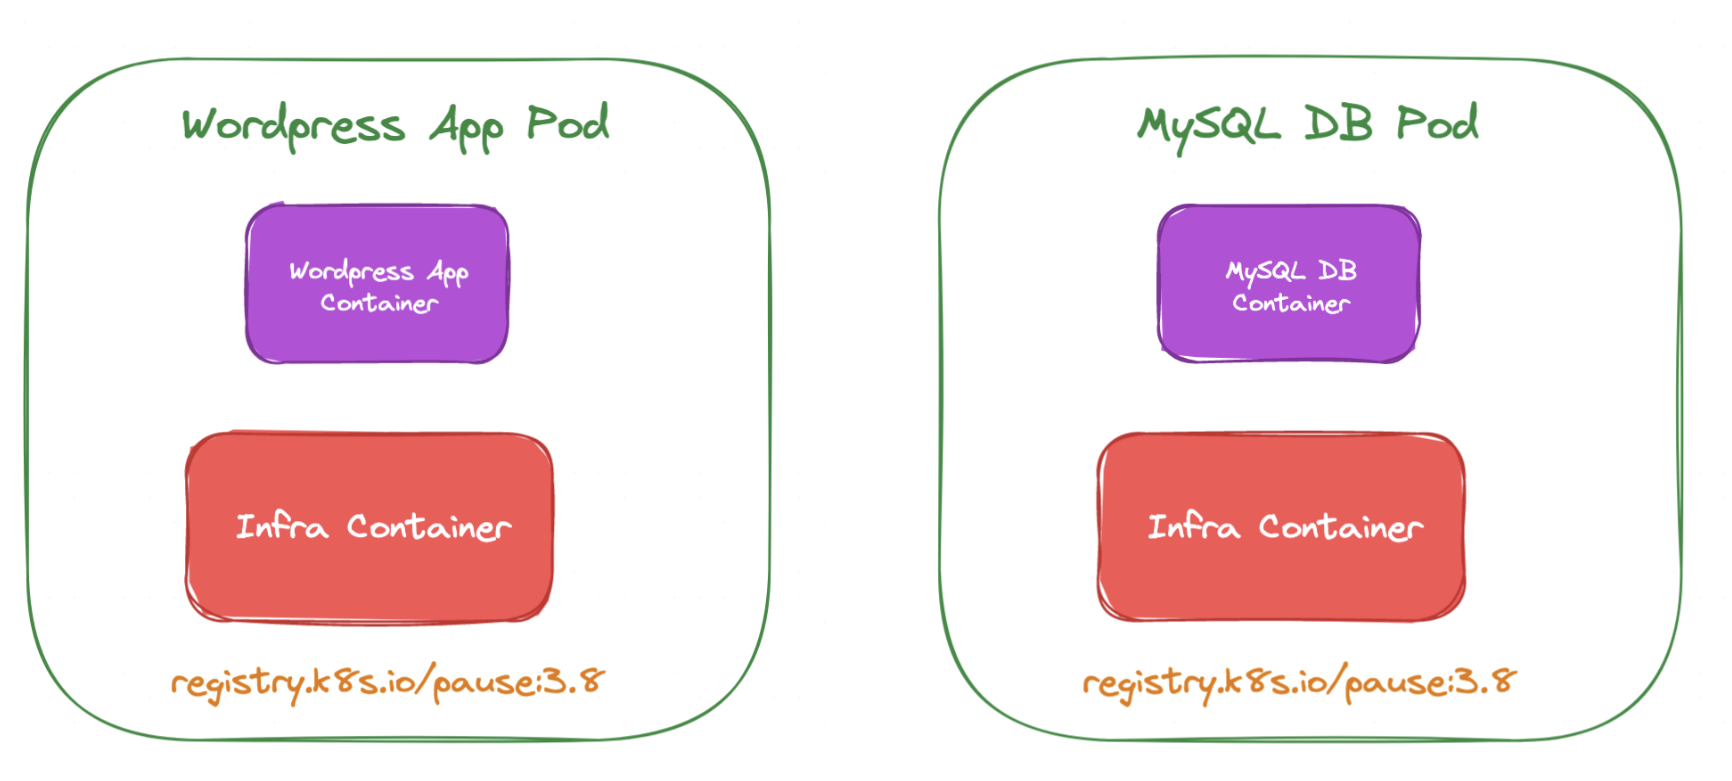 Wordpress App Pod
Wordpress App
Container
Infra Container
registry.k8s.io/pause:3.8
MySQL DB Pod
MySQL DB
Container
Infra Container
registry.k8s.io/pause:3.8